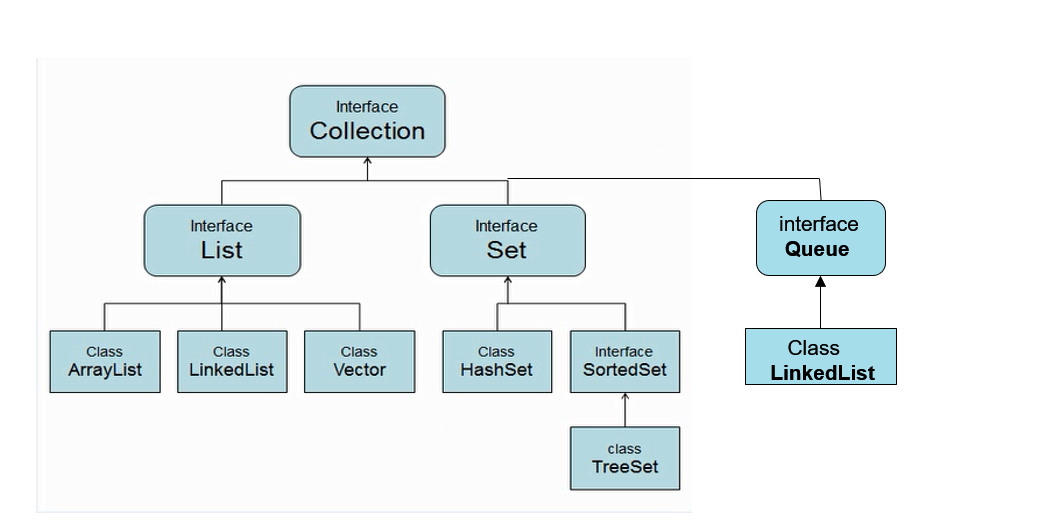 Interface
Collection
Interface
List
Interface
Set
interface
Queue
Class
ArrayList
Class
LinkedList
Class
Vector
Class
HashSet
Interface
SortedSet
Class
LinkedList
class
TreeSet